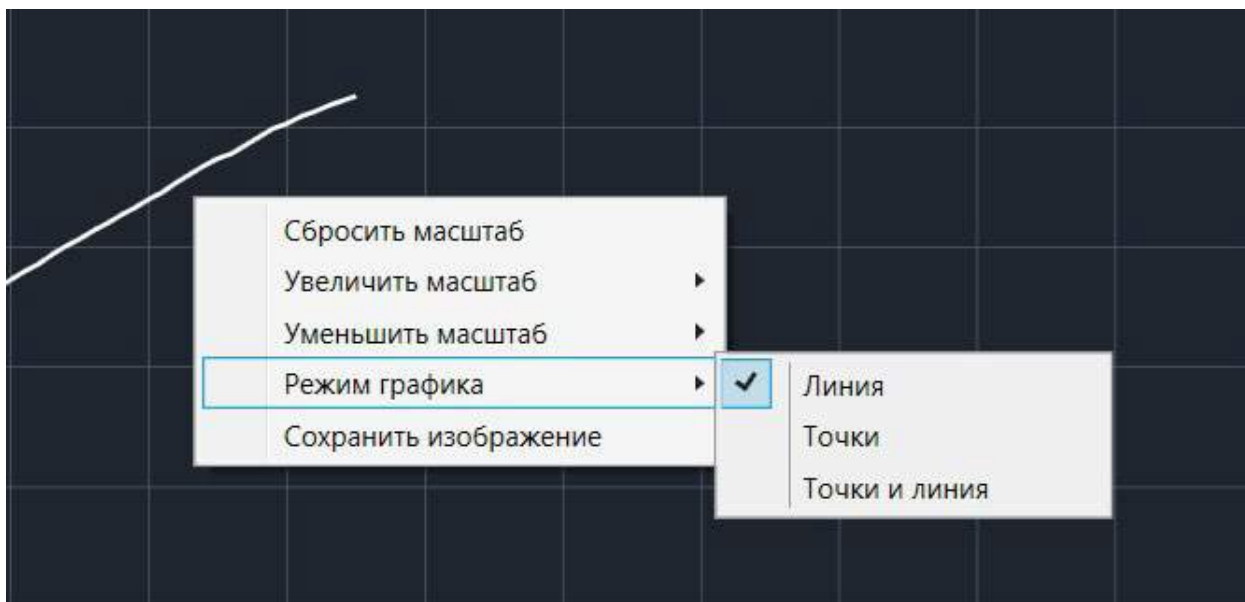 Сбросить масштаб
Увеличить масштаб
Уменьшить масштаб
Режим графика
Сохранить изображение
Линия
Точки
Точки и линия